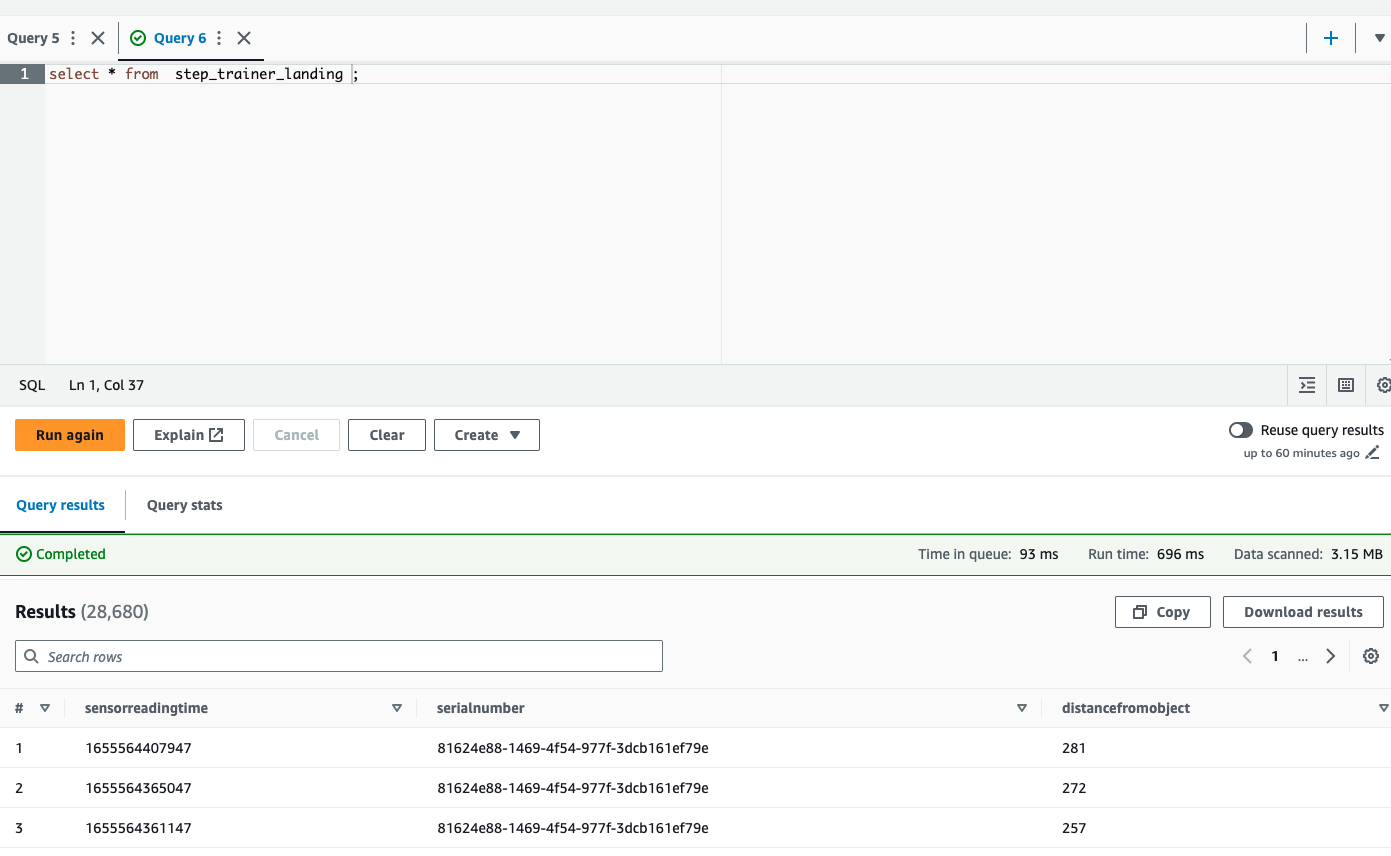 Query 5 Query 6
1 select * from step_trainer_landing ;
SQL Ln 1, Col 37
Run again Explain Cancel Clear Create Reuse query results
up to 60 minutes ago
Query results Query stats
Completed Time in queue: 93 ms Run time: 696 ms Data scanned: 3.15 MB
Results (28,680) Copy Download results
Search rows 1 ...
# sensorreadingtime serialnumber distancefromobject
1 1655564407947 81624e88-1469-4f54-977f-3dcb161ef79e 281
2 1655564365047 81624e88-1469-4f54-977f-3dcb161ef79e 272
3 1655564361147 81624e88-1469-4f54-977f-3dcb161ef79e 257